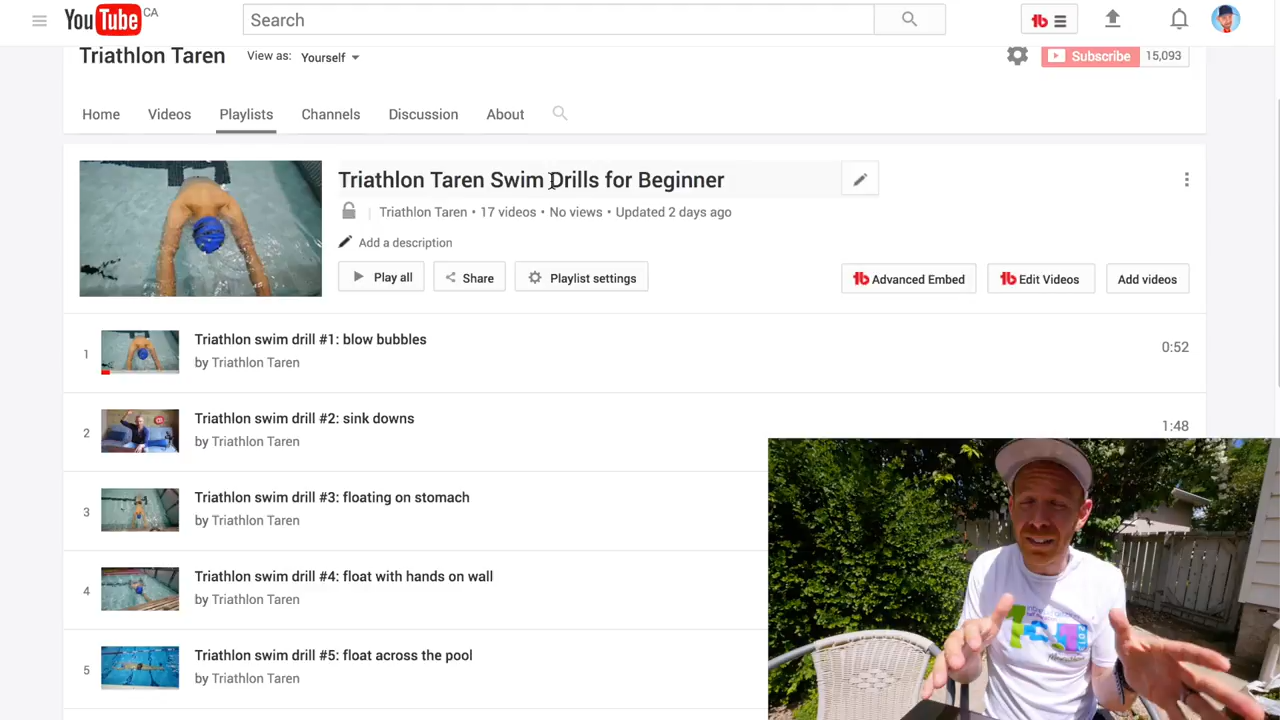 YouTube CA
Search
Triathlon Taren
View as: Yourself
Subscribe 15,093
Home Videos Playlists Channels Discussion About
Triathlon Taren Swim Drills for Beginner
Triathlon Taren • 17 videos • No views • Updated 2 days ago
Add a description
Play all Share Playlist settings Advanced Embed Edit Videos Add videos
1 Triathlon swim drill #1: blow bubbles 0:52
by Triathlon Taren
2 Triathlon swim drill #2: sink downs 1:48
by Triathlon Taren
3 Triathlon swim drill #3: floating on stomach
by Triathlon Taren
4 Triathlon swim drill #4: float with hands on wall
by Triathlon Taren
5 Triathlon swim drill #5: float across the pool
by Triathlon Taren